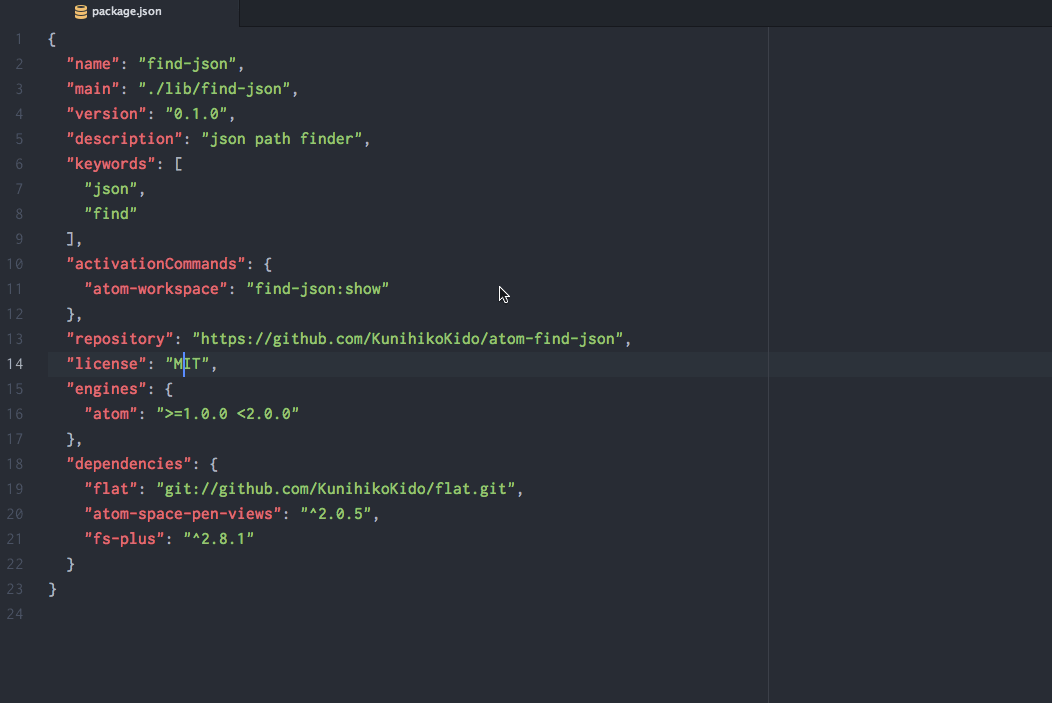 package.json
1 {
2   "name": "find-json",
3   "main": "./lib/find-json",
4   "version": "0.1.0",
5   "description": "json path finder",
6   "keywords": [
7     "json",
8     "find"
9   ],
10   "activationCommands": {
11     "atom-workspace": "find-json:show"
12   },
13   "repository": "https://github.com/KunihikoKido/atom-find-json",
14   "license": "MIT",
15   "engines": {
16     "atom": ">=1.0.0 <2.0.0"
17   },
18   "dependencies": {
19     "flat": "git://github.com/KunihikoKido/flat.git",
20     "atom-space-pen-views": "^2.0.5",
21     "fs-plus": "^2.8.1"
22   }
23 }
24